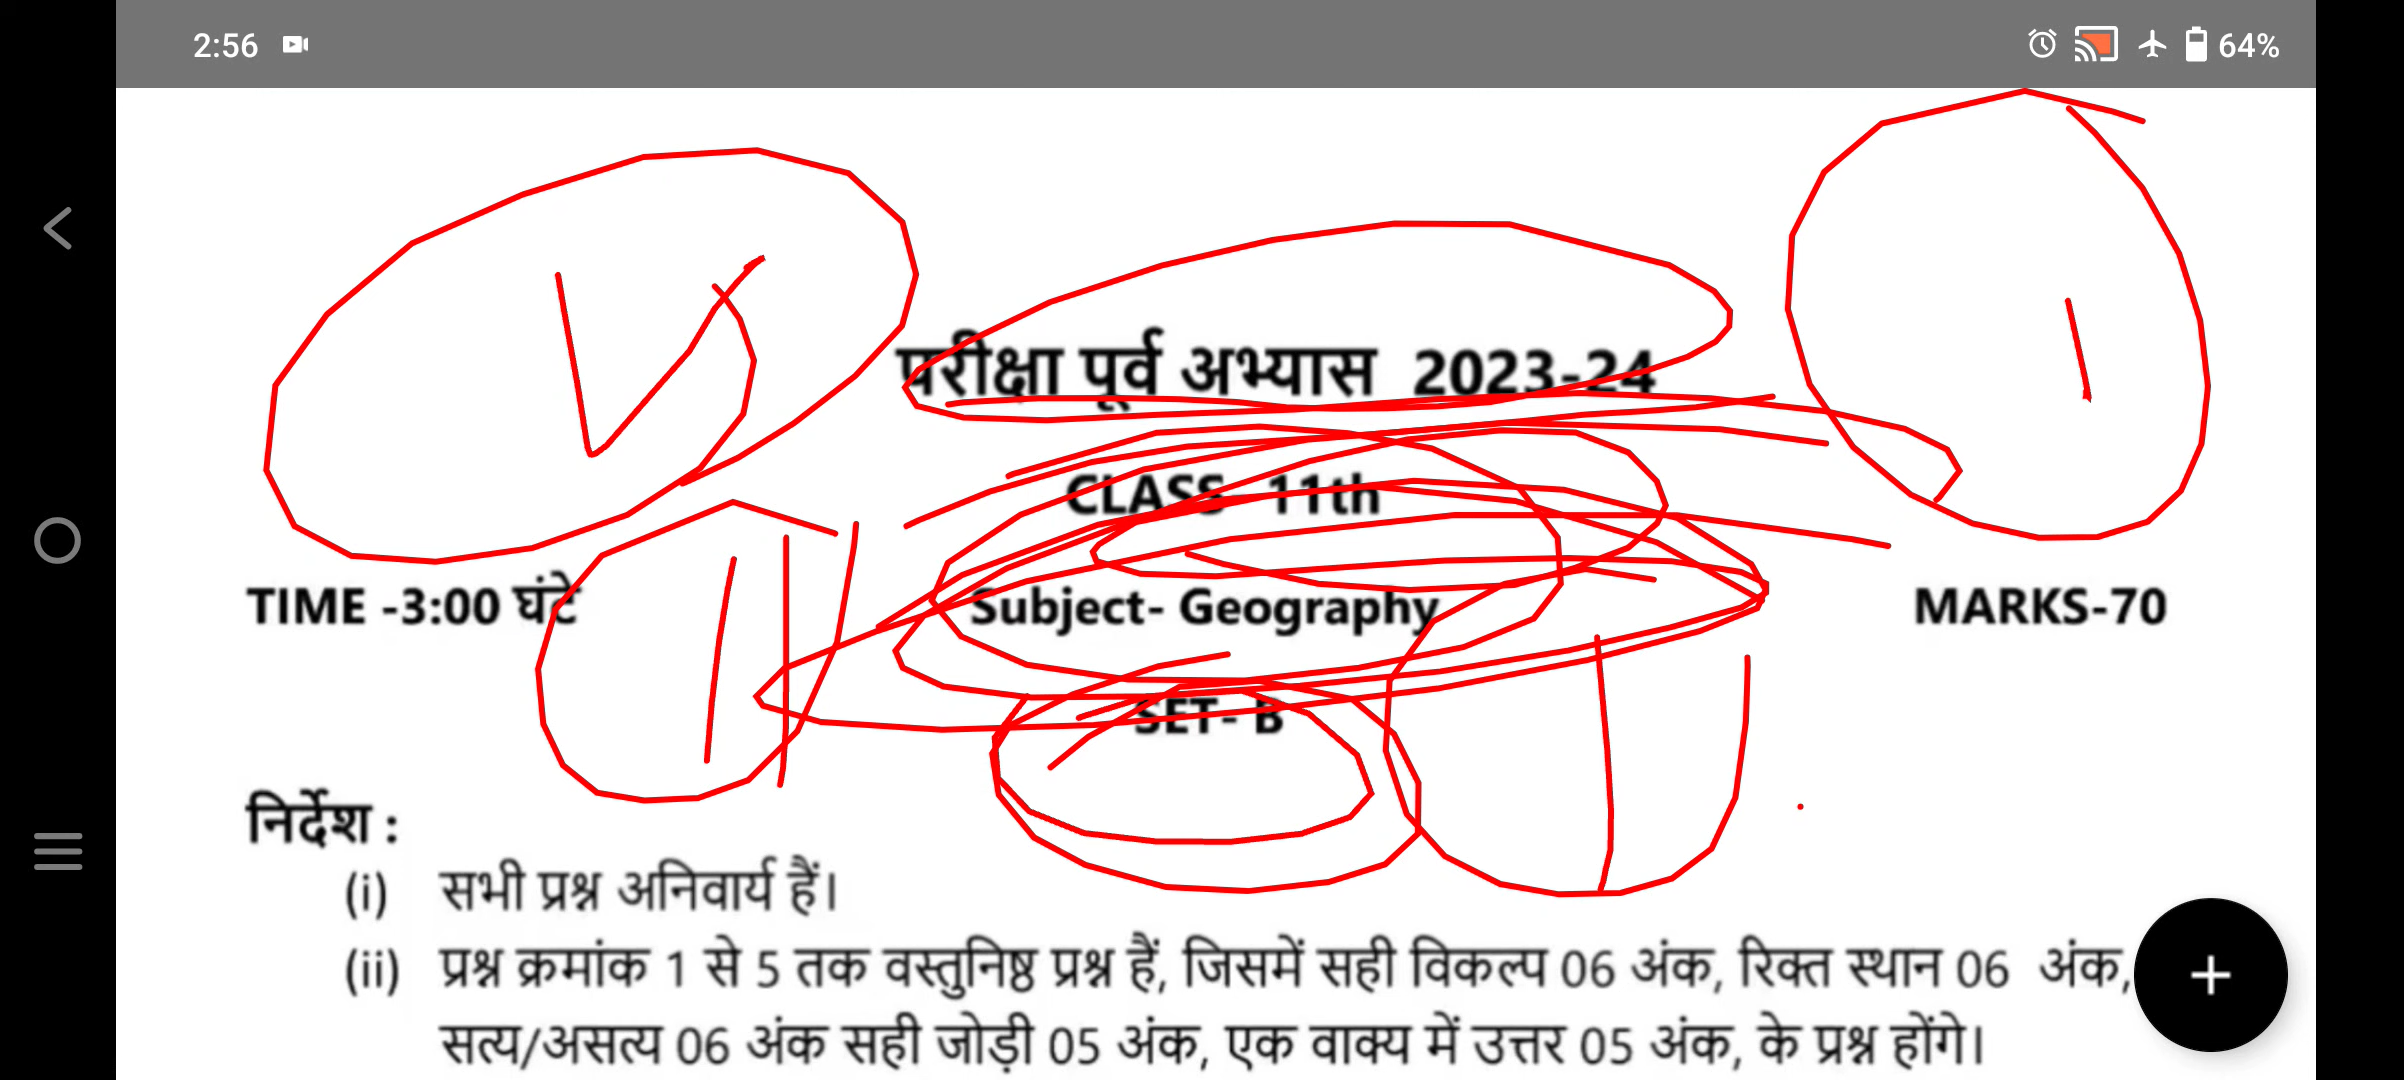 2:56 64%
परीक्षा पूर्व अभ्यास 2023-24
CLASS 11th
TIME -3:00 घंटे Subject- Geography MARKS-70
SET- B
निर्देश :
(i) सभी प्रश्न अनिवार्य हैं।
(ii) प्रश्न क्रमांक 1 से 5 तक वस्तुनिष्ठ प्रश्न हैं, जिसमें सही विकल्प 06 अंक, रिक्त स्थान 06 अंक,
सत्य/असत्य 06 अंक सही जोड़ी 05 अंक, एक वाक्य में उत्तर 05 अंक, के प्रश्न होंगे।